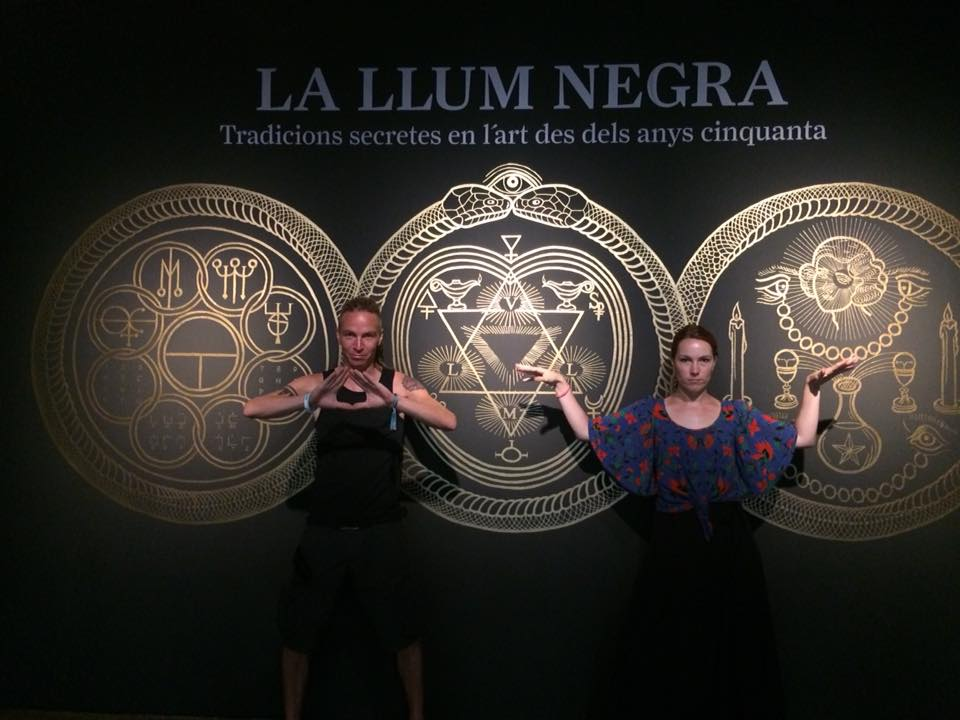 LA LLUM NEGRA
Tradicions secretes en l´art des dels anys cinquanta
V
L L
M